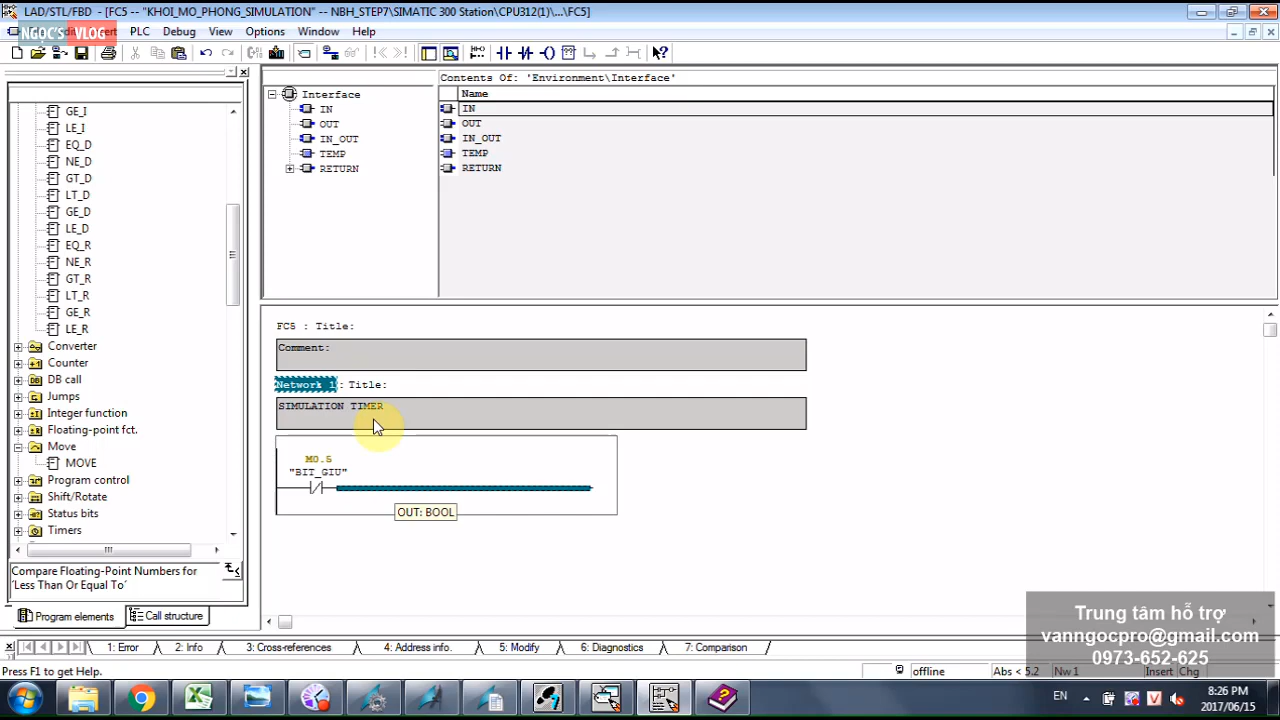 LAD/STL/FBD - [FC5 -- "KHOI_MO_PHONG_SIMULATION" -- NBH_STEP7\SIMATIC 300 Station\CPU312(1)\...\FC5]
NGỌC'S VLOG
PLC Debug View Options Window Help
GE_I
LE_I
EQ_D
NE_D
GT_D
LT_D
GE_D
LE_D
EQ_R
NE_R
GT_R
LT_R
GE_R
LE_R
Converter
Counter
DB call
Jumps
Integer function
Floating-point fct.
Move
MOVE
Program control
Shift/Rotate
Status bits
Timers
Compare Floating-Point Numbers for
'Less Than Or Equal To'
Program elements
Call structure
Interface
IN
OUT
IN_OUT
TEMP
RETURN
Contents Of: 'Environment\Interface'
Name
IN
OUT
IN_OUT
TEMP
RETURN
FC5 : Title:
Comment:
Network 1: Title:
SIMULATION TIMER
M0.5
"BIT_GIU"
OUT: BOOL
Trung tâm hỗ trợ
vanngocpro@gmail.com
0973-652-625
1: Error 2: Info 3: Cross-references 4: Address info. 5: Modify 6: Diagnostics 7: Comparison
Press F1 to get Help.
offline
Abs < 5.2
Nw 1
Insert
Chg
EN
8:26 PM
2017/06/15